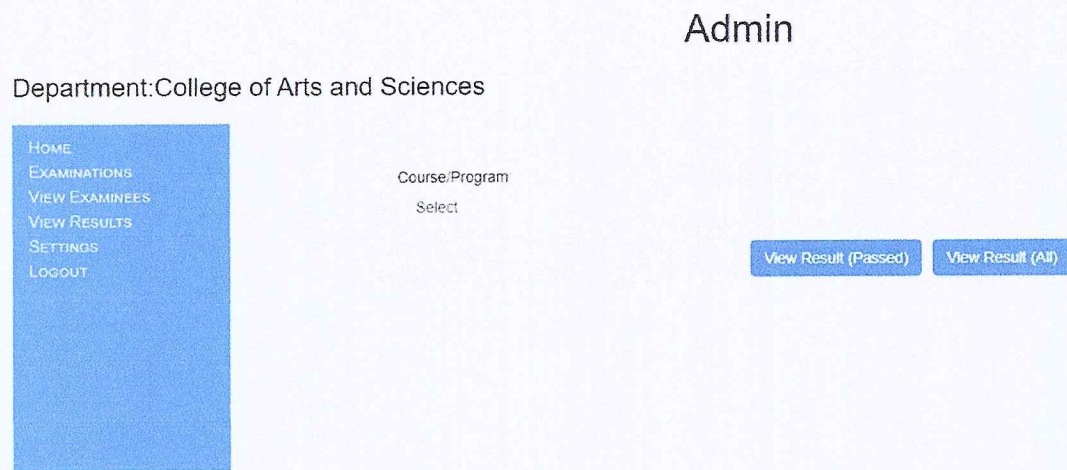 Admin
Department:College of Arts and Sciences
HOME
EXAMINATIONS
VIEW EXAMINEES
VIEW RESULTS
SETTINGS
LOGOUT
Course/Program
Select
View Result (Passed)
View Result (All)